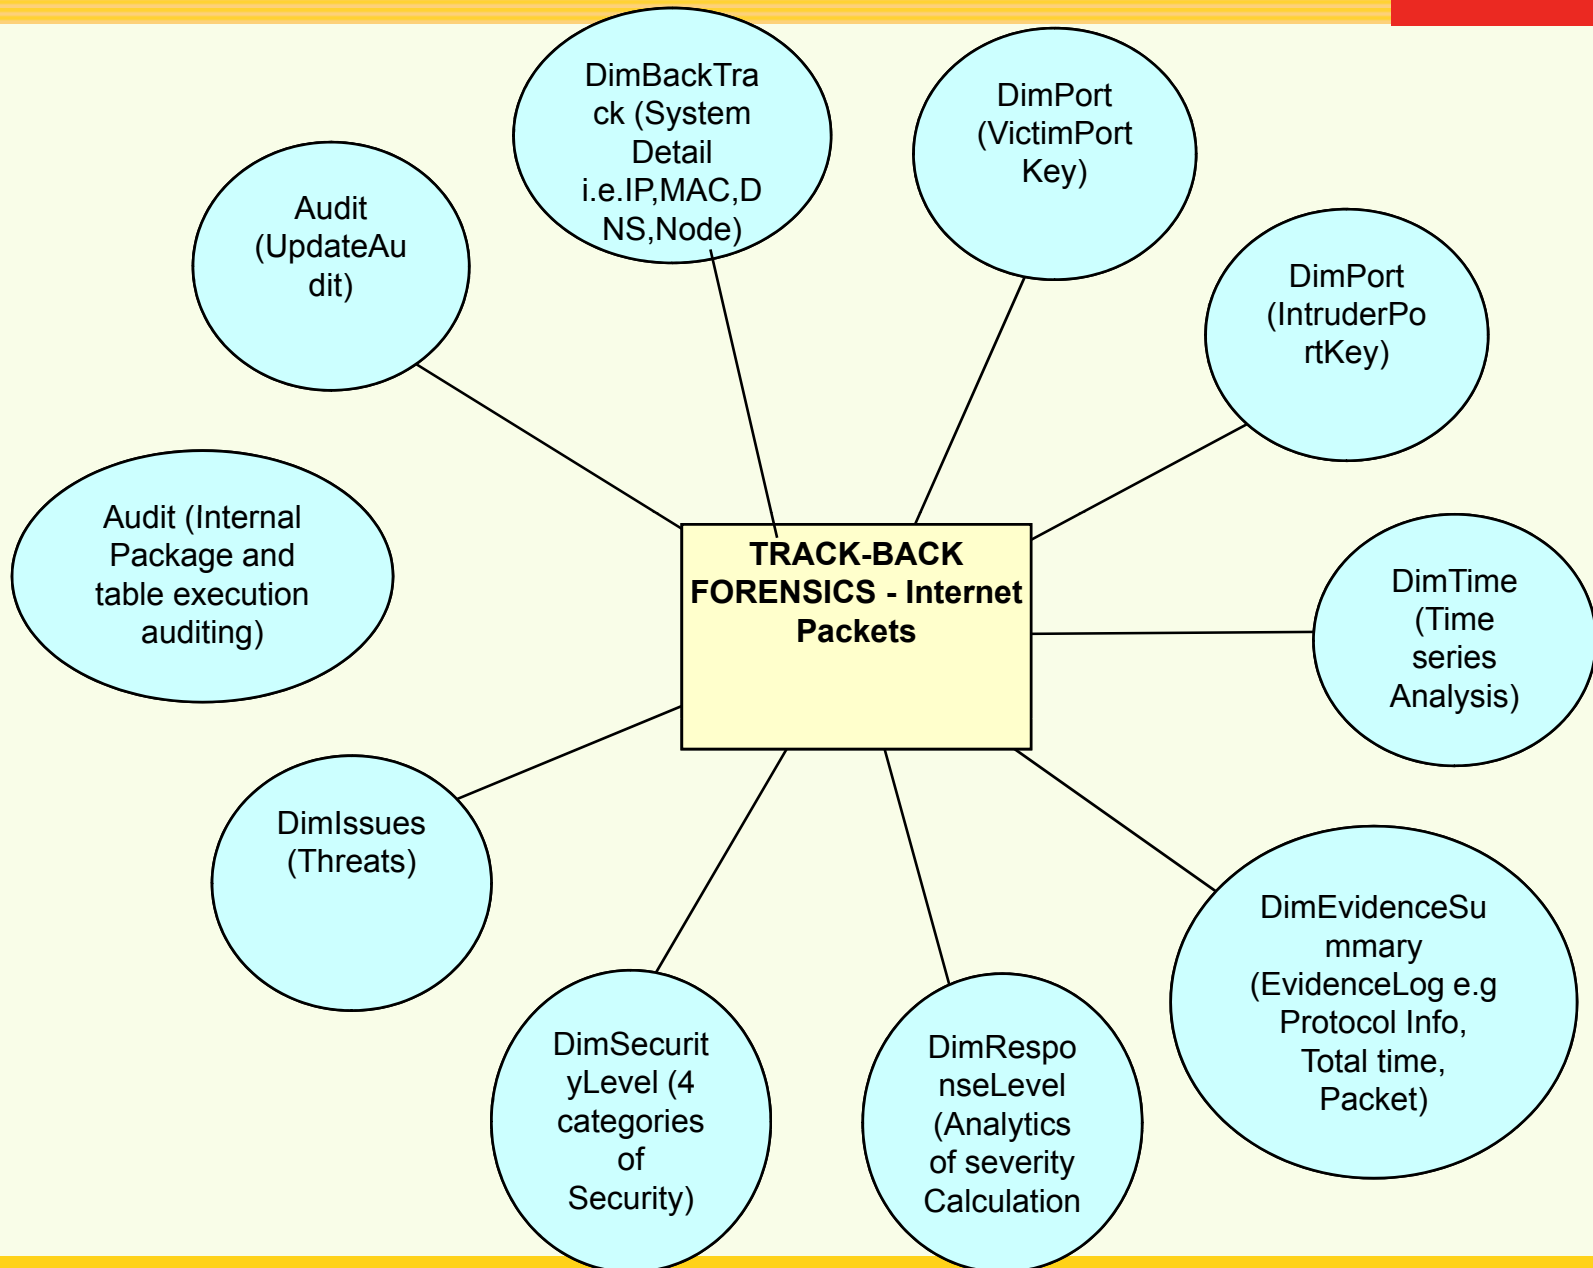 DimBackTra
ck (System
Detail
i.e.IP,MAC,D
NS,Node)
DimPort
(VictimPort
Key)
Audit
(UpdateAu
dit)
DimPort
(IntruderPo
rtKey)
Audit (Internal
Package and
table execution
auditing)
TRACK-BACK
FORENSICS - Internet
Packets
DimTime
(Time
series
Analysis)
DimIssues
(Threats)
DimEvidenceSu
mmary
(EvidenceLog e.g
Protocol Info,
Total time,
Packet)
DimSecurit
yLevel (4
categories
of
Security)
DimRespo
nseLevel
(Analytics
of severity
Calculation